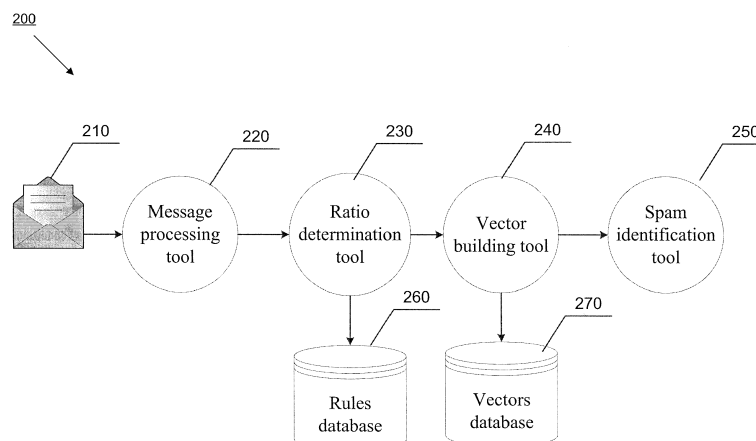 200
210
220
230
240
250
Message
processing
tool
Ratio
determination
tool
Vector
building tool
Spam
identification
tool
260
270
Rules
database
Vectors
database